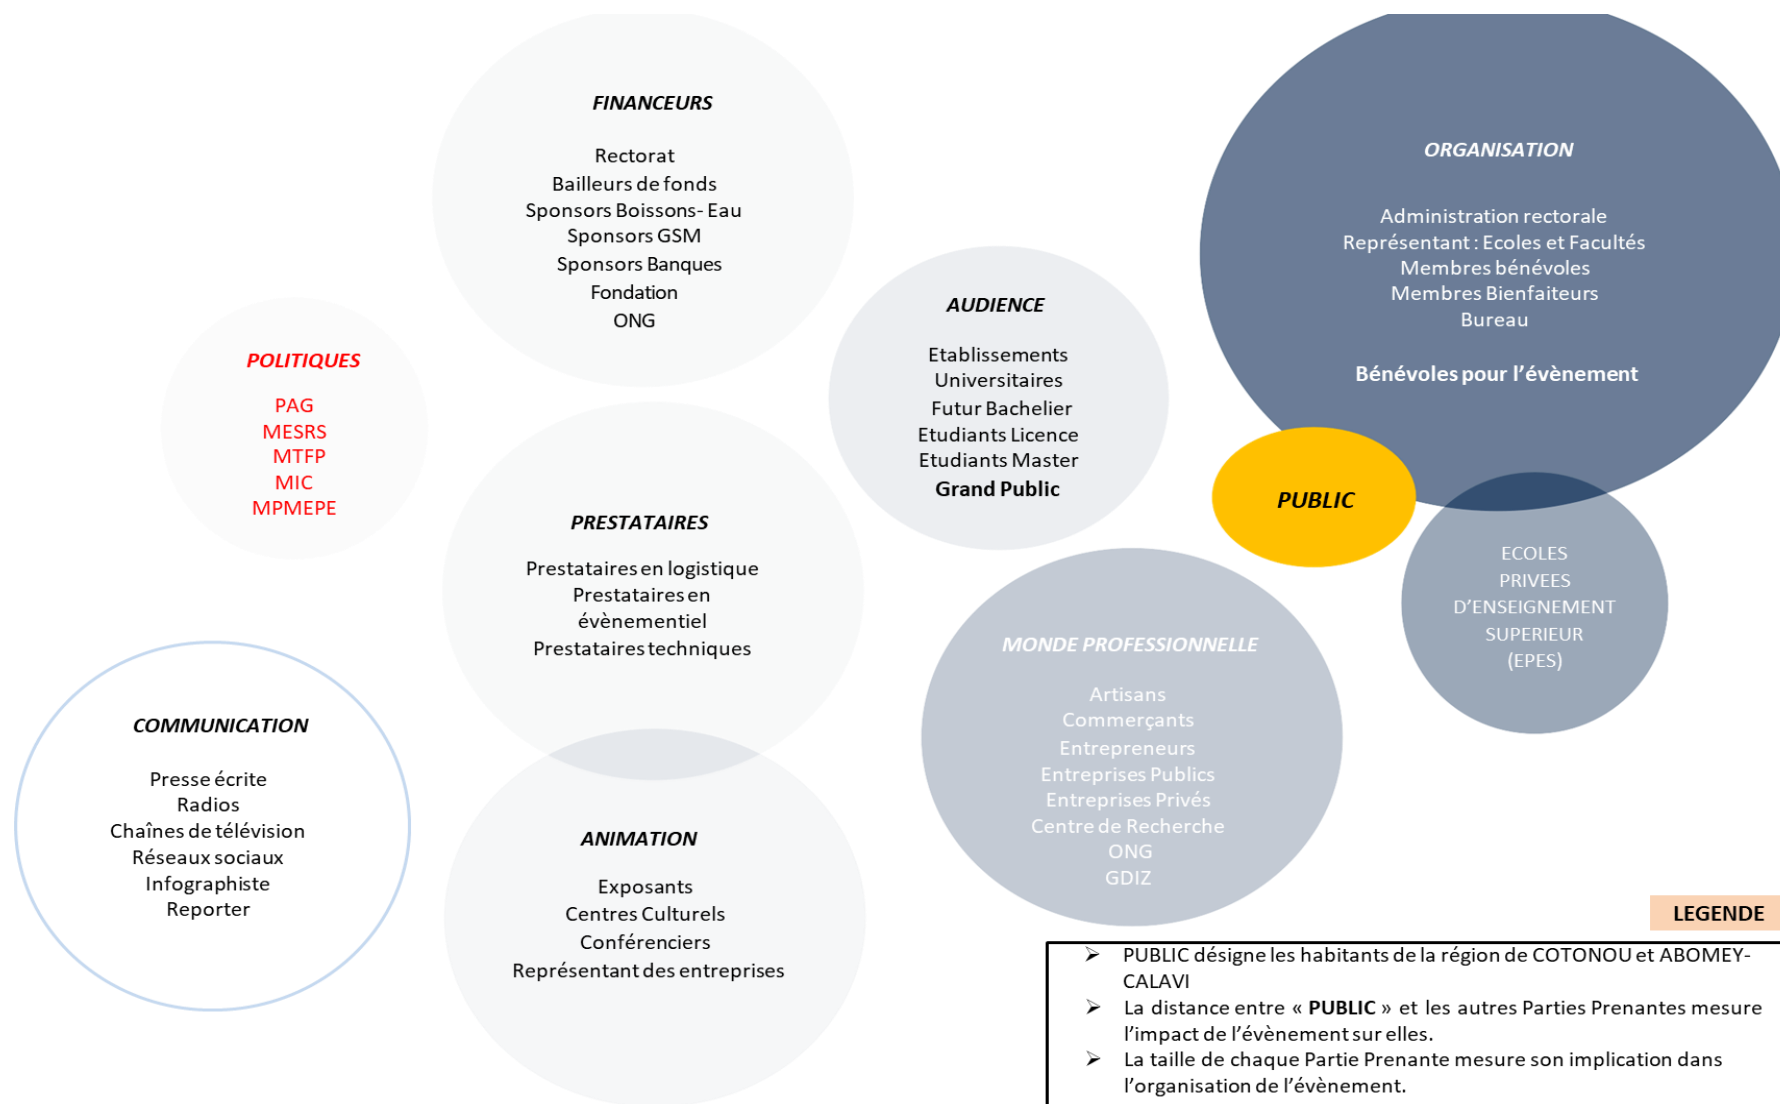 FINANCEURS
Rectorat
Bailleurs de fonds
Sponsors Boissons- Eau
Sponsors GSM
Sponsors Banques
Fondation
ONG
ORGANISATION
Administration rectorale
Représentant : Ecoles et Facultés
Membres bénévoles
Membres Bienfaiteurs
Bureau
Bénévoles pour l’évènement
AUDIENCE
Etablissements
Universitaires
Futur Bachelier
Etudiants Licence
Etudiants Master
Grand Public
POLITIQUES
PAG
MESRS
MTFP
MIC
MPMEPE
PUBLIC
PRESTATAIRES
Prestataires en logistique
Prestataires en
évènementiel
Prestataires techniques
ECOLES
PRIVEES
D’ENSEIGNEMENT
SUPERIEUR
(EPES)
MONDE PROFESSIONNELLE
Artisans
Commerçants
Entrepreneurs
Entreprises Publics
Entreprises Privés
Centre de Recherche
ONG
GDIZ
COMMUNICATION
Presse écrite
Radios
Chaînes de télévision
Réseaux sociaux
Infographiste
Reporter
ANIMATION
Exposants
Centres Culturels
Conférenciers
Représentant des entreprises
LEGENDE
➢ PUBLIC désigne les habitants de la région de COTONOU et ABOMEY-
CALAVI
➢ La distance entre « PUBLIC » et les autres Parties Prenantes mesure
l’impact de l’évènement sur elles.
➢ La taille de chaque Partie Prenante mesure son implication dans
l’organisation de l’évènement.